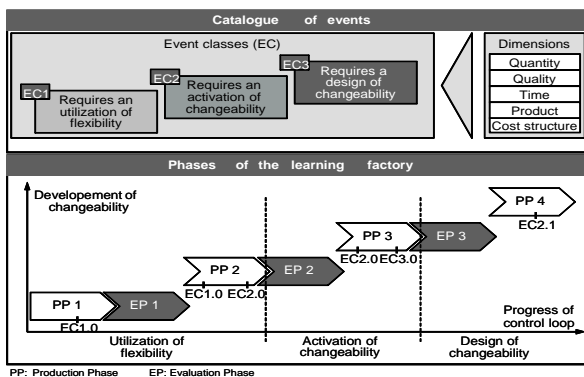 Catalogue of events
Event classes (EC)
EC1
Requires an
utilization of
flexibility
EC2
Requires an
activation of
changeability
EC3
Requires a
design of
changeability
Dimensions
Quantity
Quality
Time
Product
Cost structure
Phases of the learning factory
Developement of
changeability
PP 1
EP 1
EC1.0
PP 2
EP 2
EC1.0 EC2.0
PP 3
EP 3
EC2.0 EC3.0
PP 4
EC2.1
Progress of
control loop
Utilization of
flexibility
Activation of
changeability
Design of
changeability
PP: Production Phase EP: Evaluation Phase